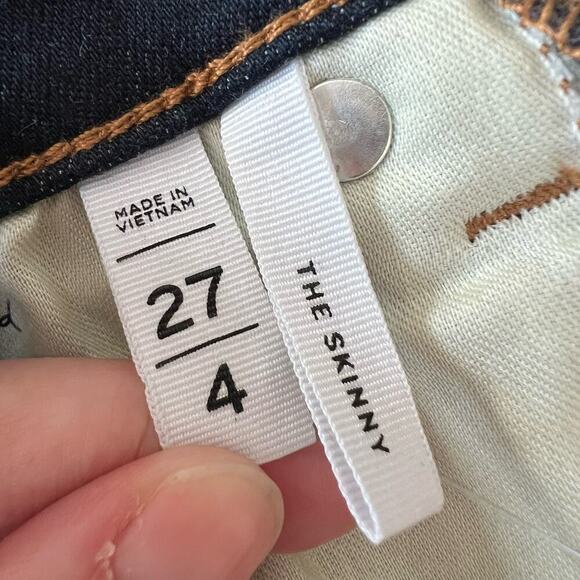 MADE IN
VIETNAM
27
4
THE SKINNY